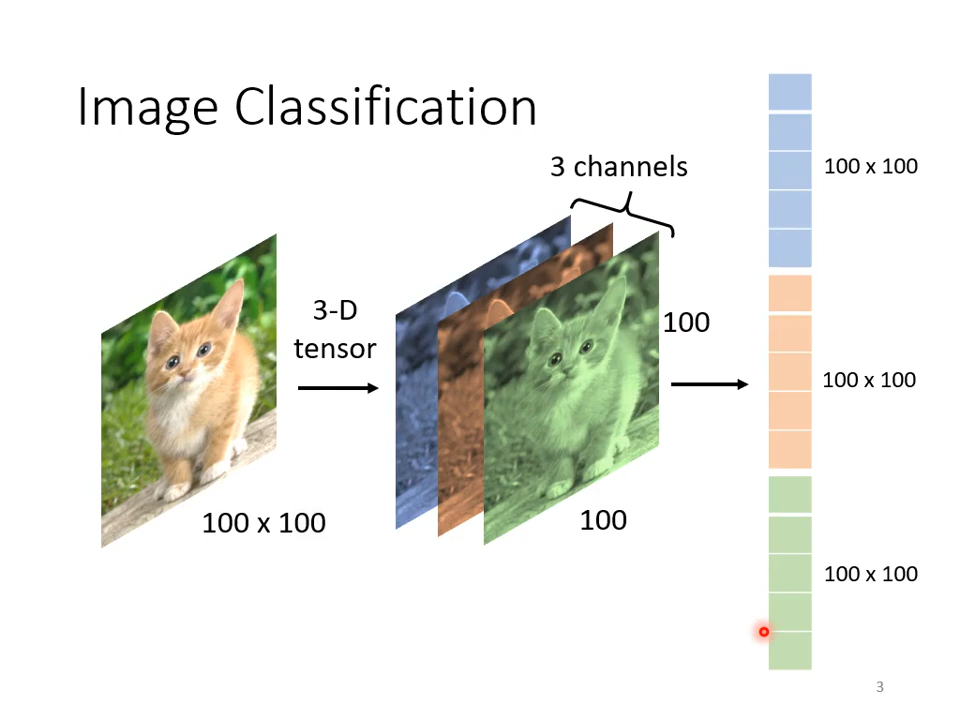 Image Classification
3 channels
3-D
tensor
100 x 100
100
100
100 x 100
100 x 100
100 x 100
3